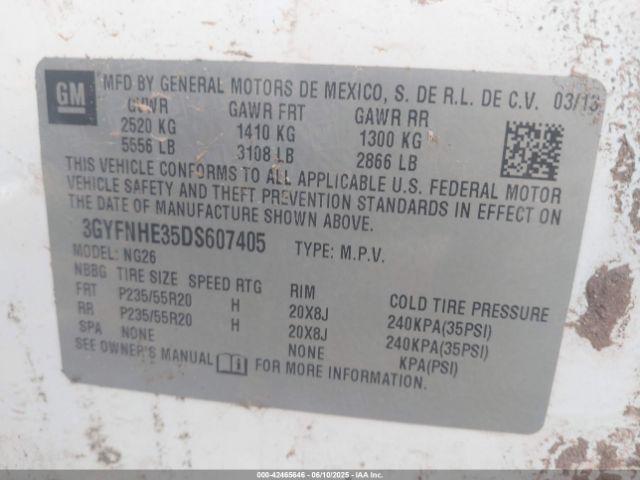 GM
MFD BY GENERAL MOTORS DE MEXICO, S. DE R.L. DE C.V. 03/13
GVWR GAWR FRT GAWR RR
2520 KG 1410 KG 1300 KG
5556 LB 3108 LB 2866 LB
THIS VEHICLE CONFORMS TO ALL APPLICABLE U.S. FEDERAL MOTOR
VEHICLE SAFETY AND THEFT PREVENTION STANDARDS IN EFFECT ON
THE DATE OF MANUFACTURE SHOWN ABOVE.
3GYFNHE35DS607405 TYPE: M.P.V.
MODEL: NG26
NBBG TIRE SIZE SPEED RTG RIM COLD TIRE PRESSURE
FRT P235/55R20 H 20X8J 240KPA(35PSI)
RR P235/55R20 H 20X8J 240KPA(35PSI)
SPA NONE NONE KPA(PSI)
SEE OWNER'S MANUAL FOR MORE INFORMATION.
000-42465646 - 06/10/2025 - IAAI.com